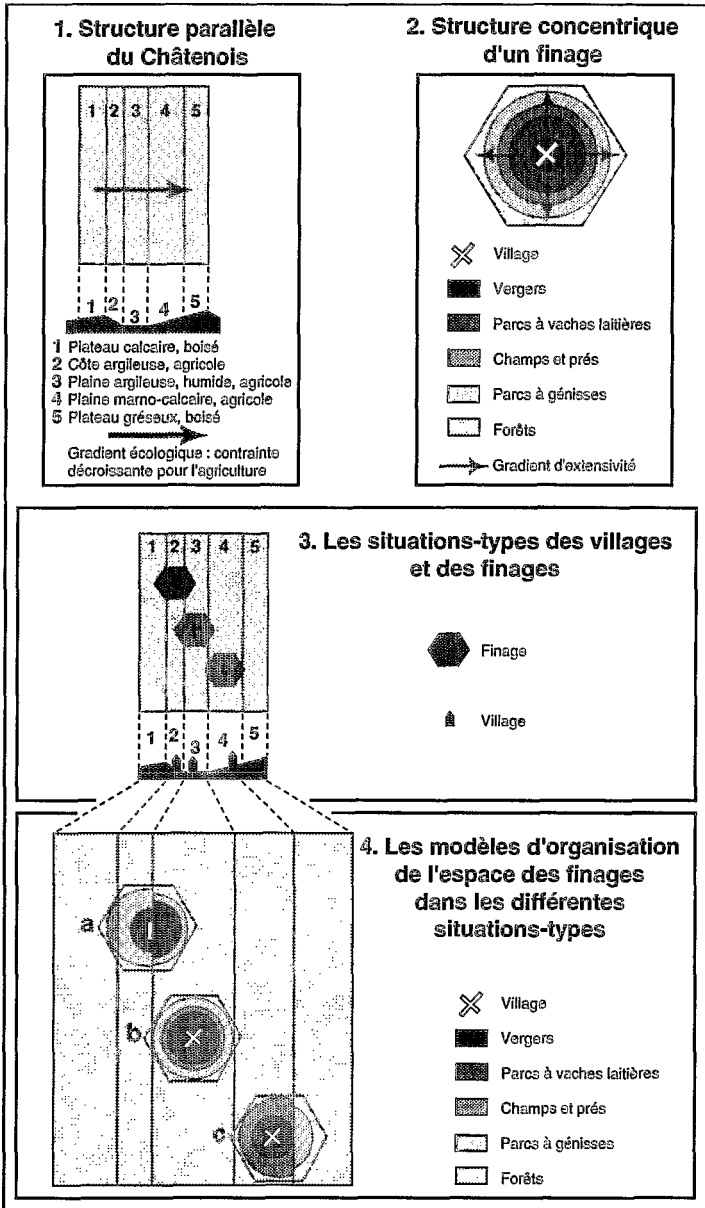 1. Structure parallèle
du Châtenois
1 2 3 4 5
1 2 3 4 5
1 Plateau calcaire, boisé
2 Côte argileuse, agricole
3 Plaine argileuse, humide, agricole
4 Plaine marno-calcaire, agricole
5 Plateau gréseux, boisé
Gradient écologique : contrainte
décroissante pour l'agriculture
2. Structure concentrique
d'un finage
Village
Vergers
Parcs à vaches laitières
Champs et prés
Parcs à génisses
Forêts
Gradient d'extensivité
3. Les situations-types des villages
et des finages
1 2 3 4 5
1 2 3 4 5
Finage
Village
4. Les modèles d'organisation
de l'espace des finages
dans les différentes
situations-types
a
b
c
Village
Vergers
Parcs à vaches laitières
Champs et prés
Parcs à génisses
Forêts